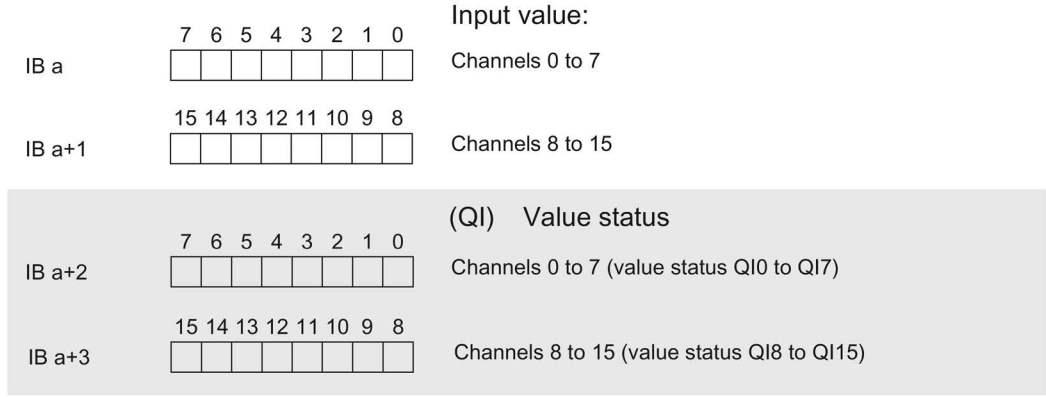 Input value:
7 6 5 4 3 2 1 0
IB a
Channels 0 to 7
15 14 13 12 11 10 9 8
IB a+1
Channels 8 to 15
(QI) Value status
7 6 5 4 3 2 1 0
IB a+2
Channels 0 to 7 (value status QI0 to QI7)
15 14 13 12 11 10 9 8
IB a+3
Channels 8 to 15 (value status QI8 to QI15)